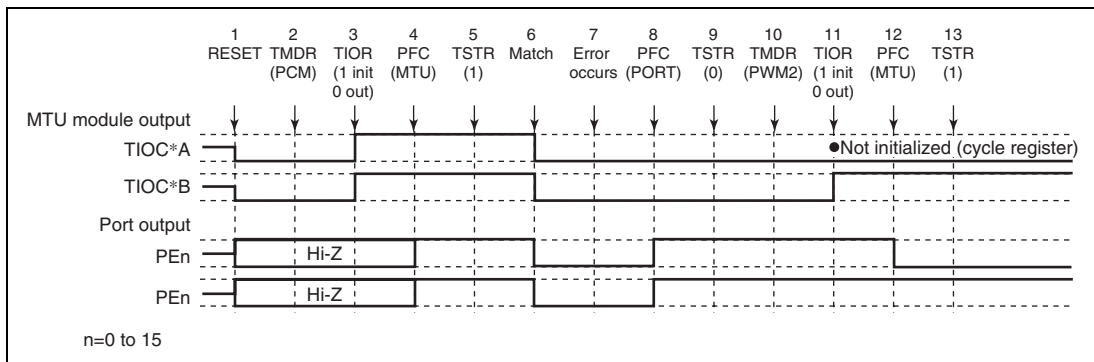 1 2 3 4 5 6 7 8 9 10 11 12 13
RESET TMDR TIOR PFC TSTR Match Error PFC TSTR TMDR TIOR PFC TSTR
(PCM) (1 init (MTU) (1) occurs (PORT) (0) (PWM2) (1 init (MTU) (1)
0 out) 0 out)
MTU module output
TIOC*A
●Not initialized (cycle register)
TIOC*B
Port output
PEn
Hi-Z
PEn
Hi-Z
n=0 to 15